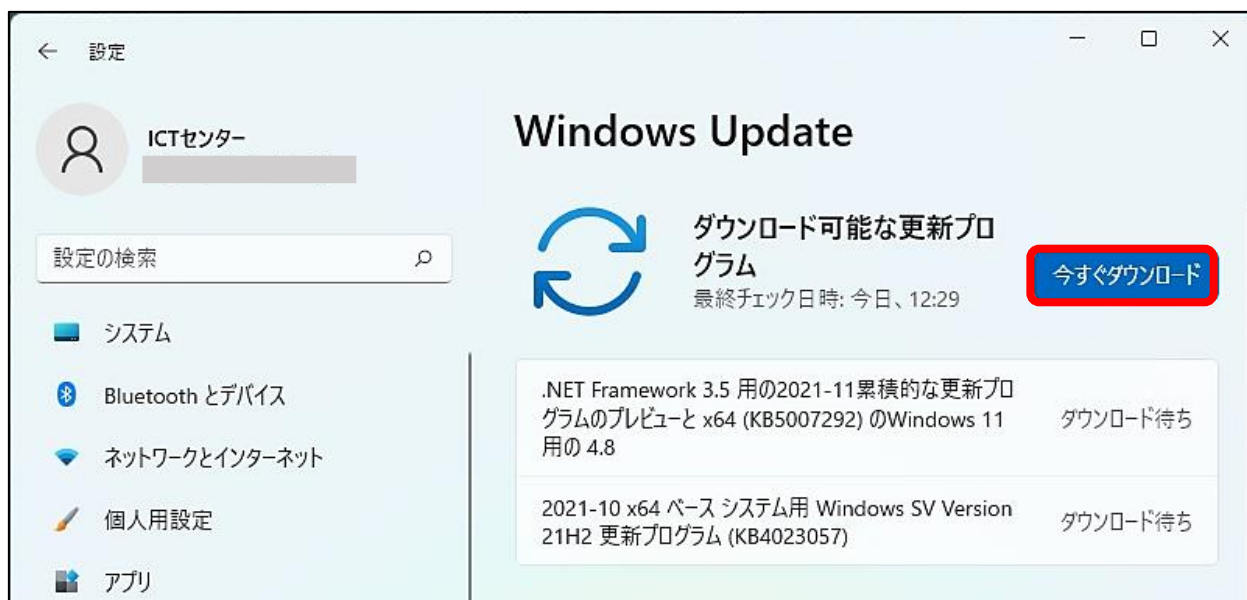 設定
ICTセンター
設定の検索
システム
Bluetooth とデバイス
ネットワークとインターネット
個人用設定
アプリ
Windows Update
ダウンロード可能な更新プロ
グラム
最終チェック日時: 今日、12:29
今すぐダウンロード
.NET Framework 3.5 用の2021-11累積的な更新プロ
グラムのプレビューと x64 (KB5007292) のWindows 11
用の 4.8
ダウンロード待ち
2021-10 x64 ベース システム用 Windows SV Version
21H2 更新プログラム (KB4023057)
ダウンロード待ち